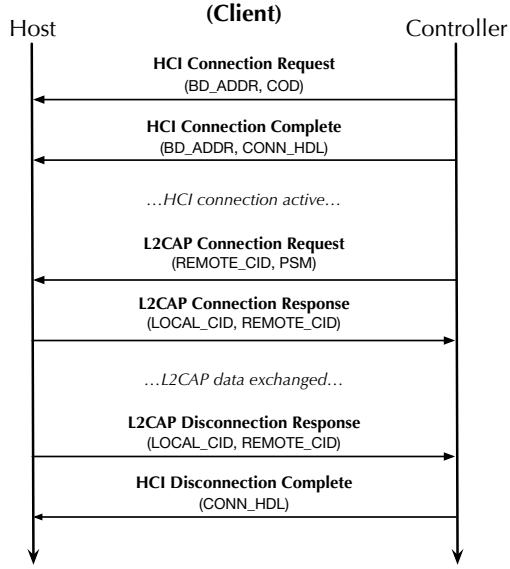 (Client)
Host
Controller
HCI Connection Request
(BD_ADDR, COD)
HCI Connection Complete
(BD_ADDR, CONN_HDL)
…HCI connection active…
L2CAP Connection Request
(REMOTE_CID, PSM)
L2CAP Connection Response
(LOCAL_CID, REMOTE_CID)
…L2CAP data exchanged…
L2CAP Disconnection Response
(LOCAL_CID, REMOTE_CID)
HCI Disconnection Complete
(CONN_HDL)